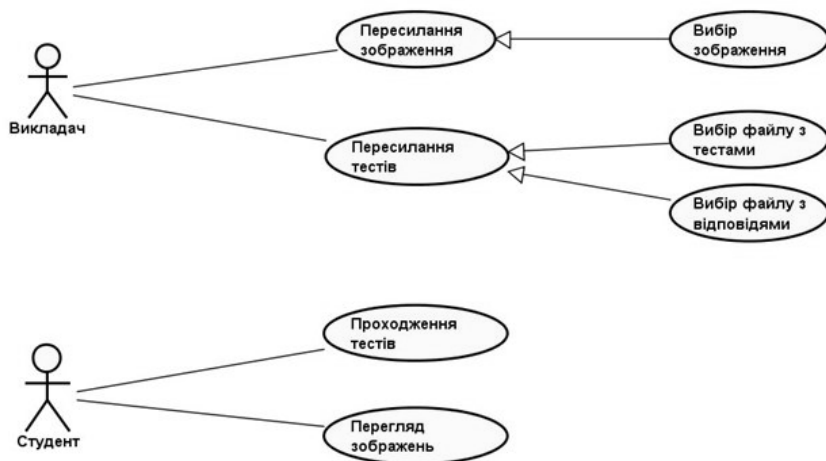 Пересилання
зображення
Вибір
зображення
Викладач
Пересилання
тестів
Вибір файлу з
тестами
Вибір файлу з
відповідями
Проходження
тестів
Студент
Перегляд
зображень